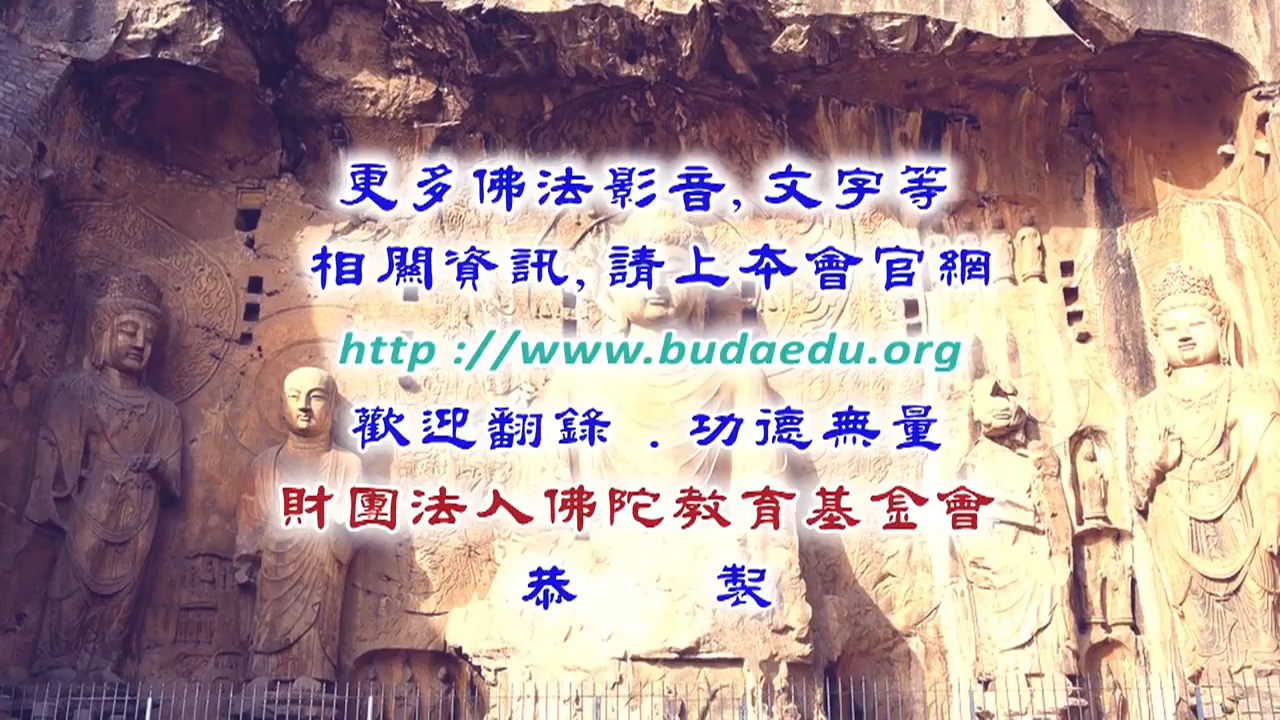 更多佛法影音,文字等
相關資訊,請上本會官網
http ://www.budaedu.org
歡迎翻錄 . 功德無量
財團法人佛陀教育基金會
恭 製